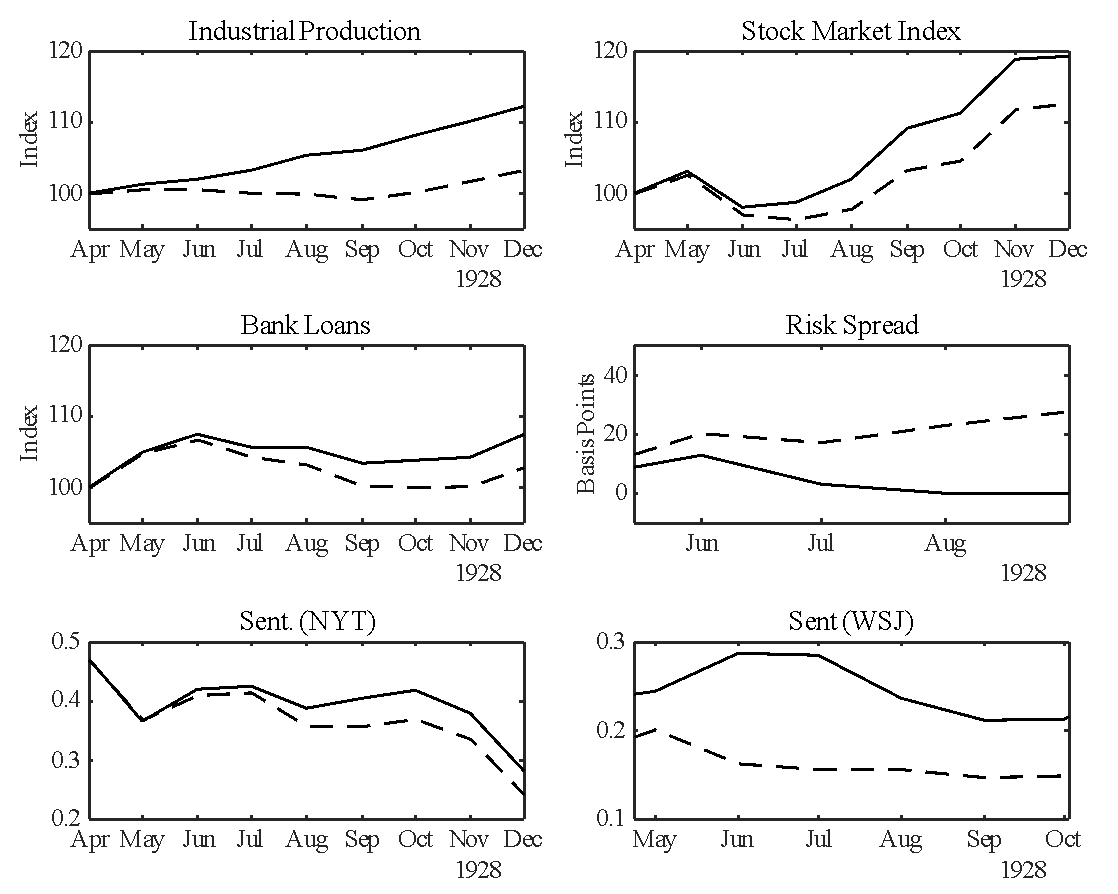 Industrial Production
120
110
100
Index
Apr May Jun Jul Aug Sep Oct Nov Dec
1928
Stock Market Index
120
110
100
Index
Apr May Jun Jul Aug Sep Oct Nov Dec
1928
Bank Loans
120
110
100
Index
Apr May Jun Jul Aug Sep Oct Nov Dec
1928
Risk Spread
40
20
0
Basis Points
Jun Jul Aug
1928
Sent. (NYT)
0.5
0.4
0.3
0.2
Apr May Jun Jul Aug Sep Oct Nov Dec
1928
Sent (WSJ)
0.3
0.2
0.1
May Jun Jul Aug Sep Oct
1928